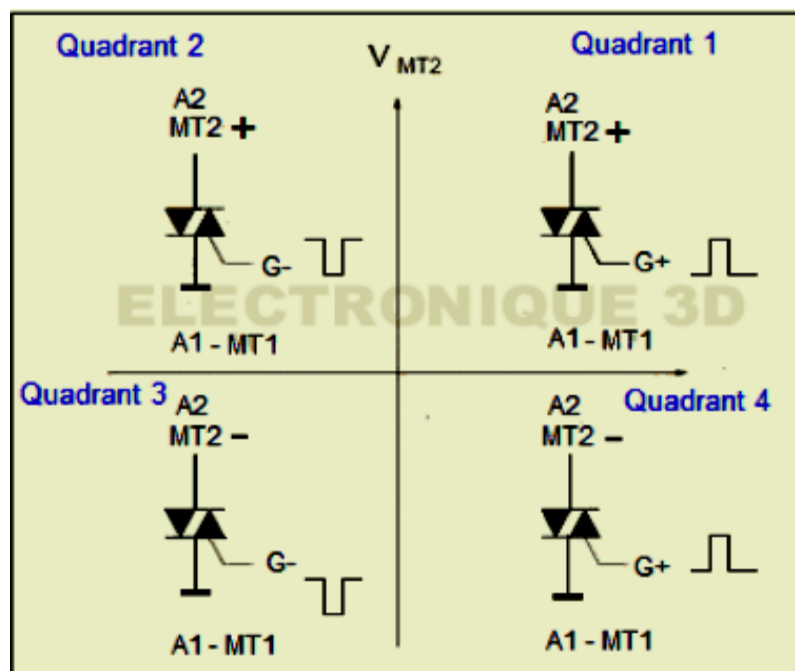 Quadrant 2
Quadrant 1
V MT2
A2
MT2 +
G-
A1 - MT1
A2
MT2 +
G+
A1 - MT1
ELECTRONIQUE 3D
Quadrant 3
A2
MT2 -
G-
A1 - MT1
Quadrant 4
A2
MT2 -
G+
A1 - MT1